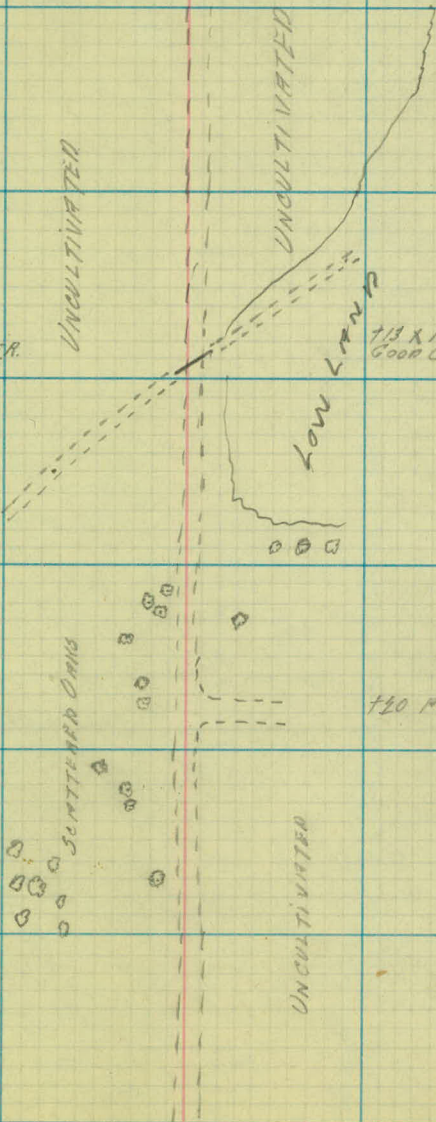 UNCULTIVATED
UNCULTIVATED
LOW LAND
+13 X
GOOD
SCATTERED OAKS
+20
UNCULTIVATED